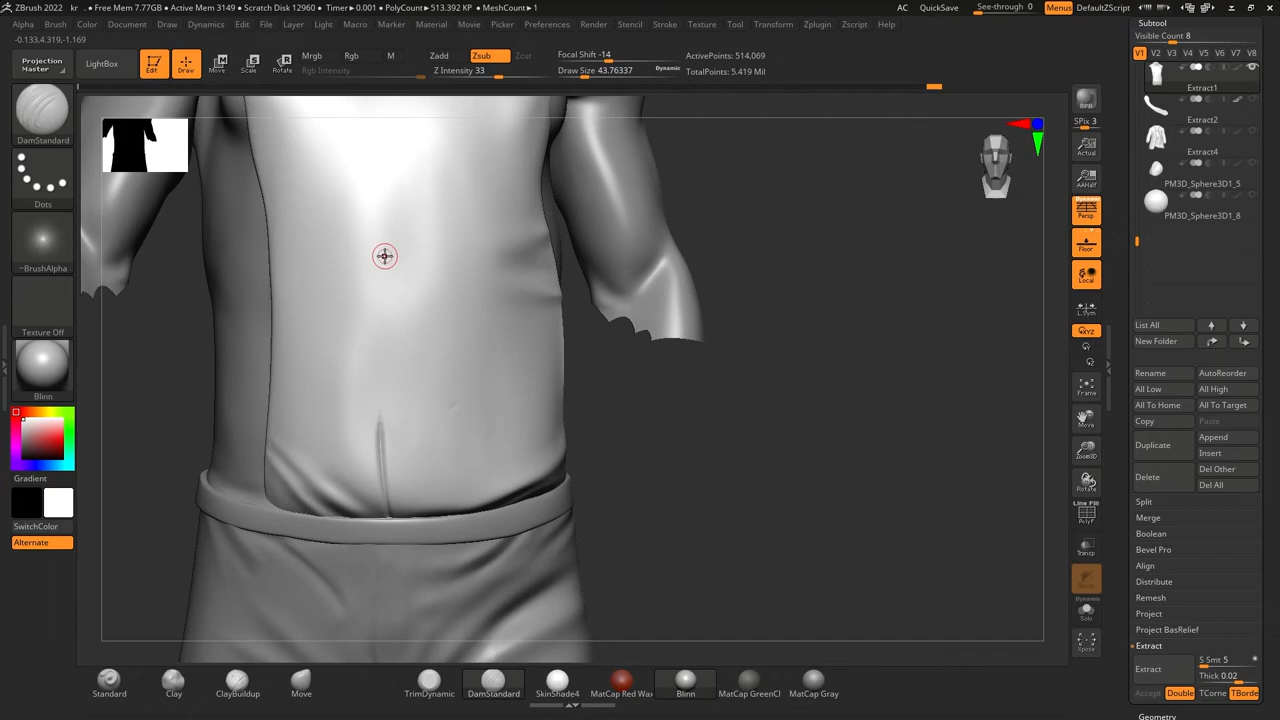 ZBrush 2022 kr • Free Mem 7.77GB • Active Mem 3149 • Scratch Disk 12960 • Timer▶0.001 • PolyCount▶513.392 KP • MeshCount▶1 AC QuickSave See-through 0 Menus DefaultZScript
Alpha Brush Color Document Draw Dynamics Edit File Layer Light Macro Marker Material Movie Picker Preferences Render Stencil Stroke Texture Tool Transform Zplugin Zscript Help
-0.133,4.319,-1.169
Projection Master
LightBox
Edit
Draw
Move
Scale
Rotate
Mrgb Rgb M
Rgb Intensity
Zadd Zsub Zcut
Z Intensity 33
Focal Shift -14
Draw Size 43.76337 Dynamic
ActivePoints: 514,069
TotalPoints: 5.419 Mil
DamStandard
Dots
~BrushAlpha
Texture Off
Blinn
Gradient
SwitchColor
Alternate
BPR
SPix 3
Actual
AAHalf
Dynamic
Persp
Floor
Local
L.Sym
XYZ
Frame
Move
Zoom3D
Rotate
Line Fill
PolyF
Transp
Dynamic
Solo
Xpose
Subtool
Visible Count 8
V1 V2 V3 V4 V5 V6 V7 V8
Extract1
Extract2
Extract4
PM3D_Sphere3D1_5
PM3D_Sphere3D1_8
List All
New Folder
Rename AutoReorder
All Low All High
All To Home All To Target
Copy Paste
Duplicate Append
Insert
Delete Del Other
Del All
Split
Merge
Boolean
Bevel Pro
Align
Distribute
Remesh
Project
Project BasRelief
Extract
Extract S Smt 5
Thick 0.02
Accept Double TCorne TBorde
Geometry
Standard Clay ClayBuildup Move TrimDynamic DamStandard SkinShade4 MatCap Red Wax Blinn MatCap GreenCl MatCap Gray